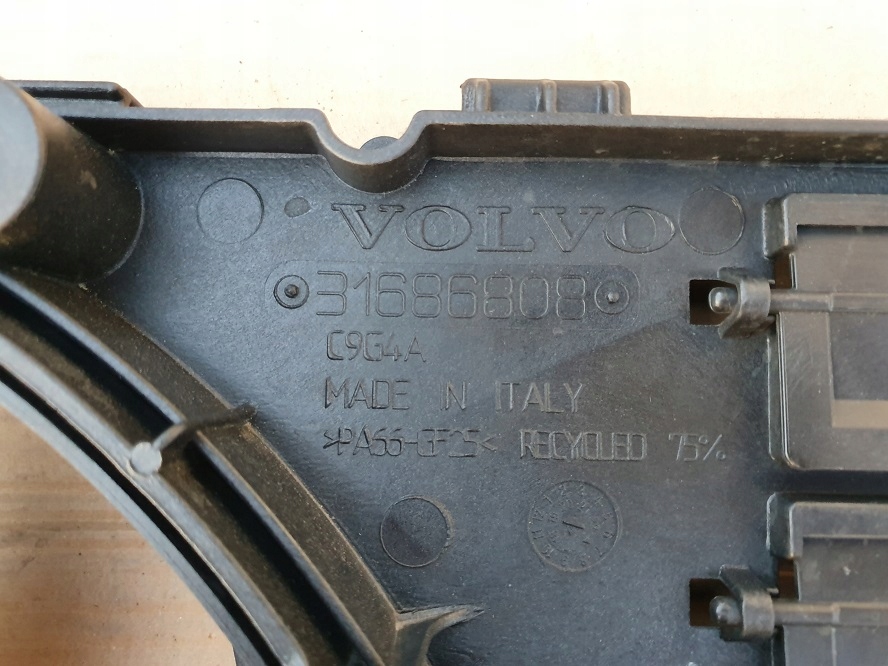 VOLVO
31686808
C9G4A
MADE IN ITALY
>PA66-GF25< RECYCLED 75%